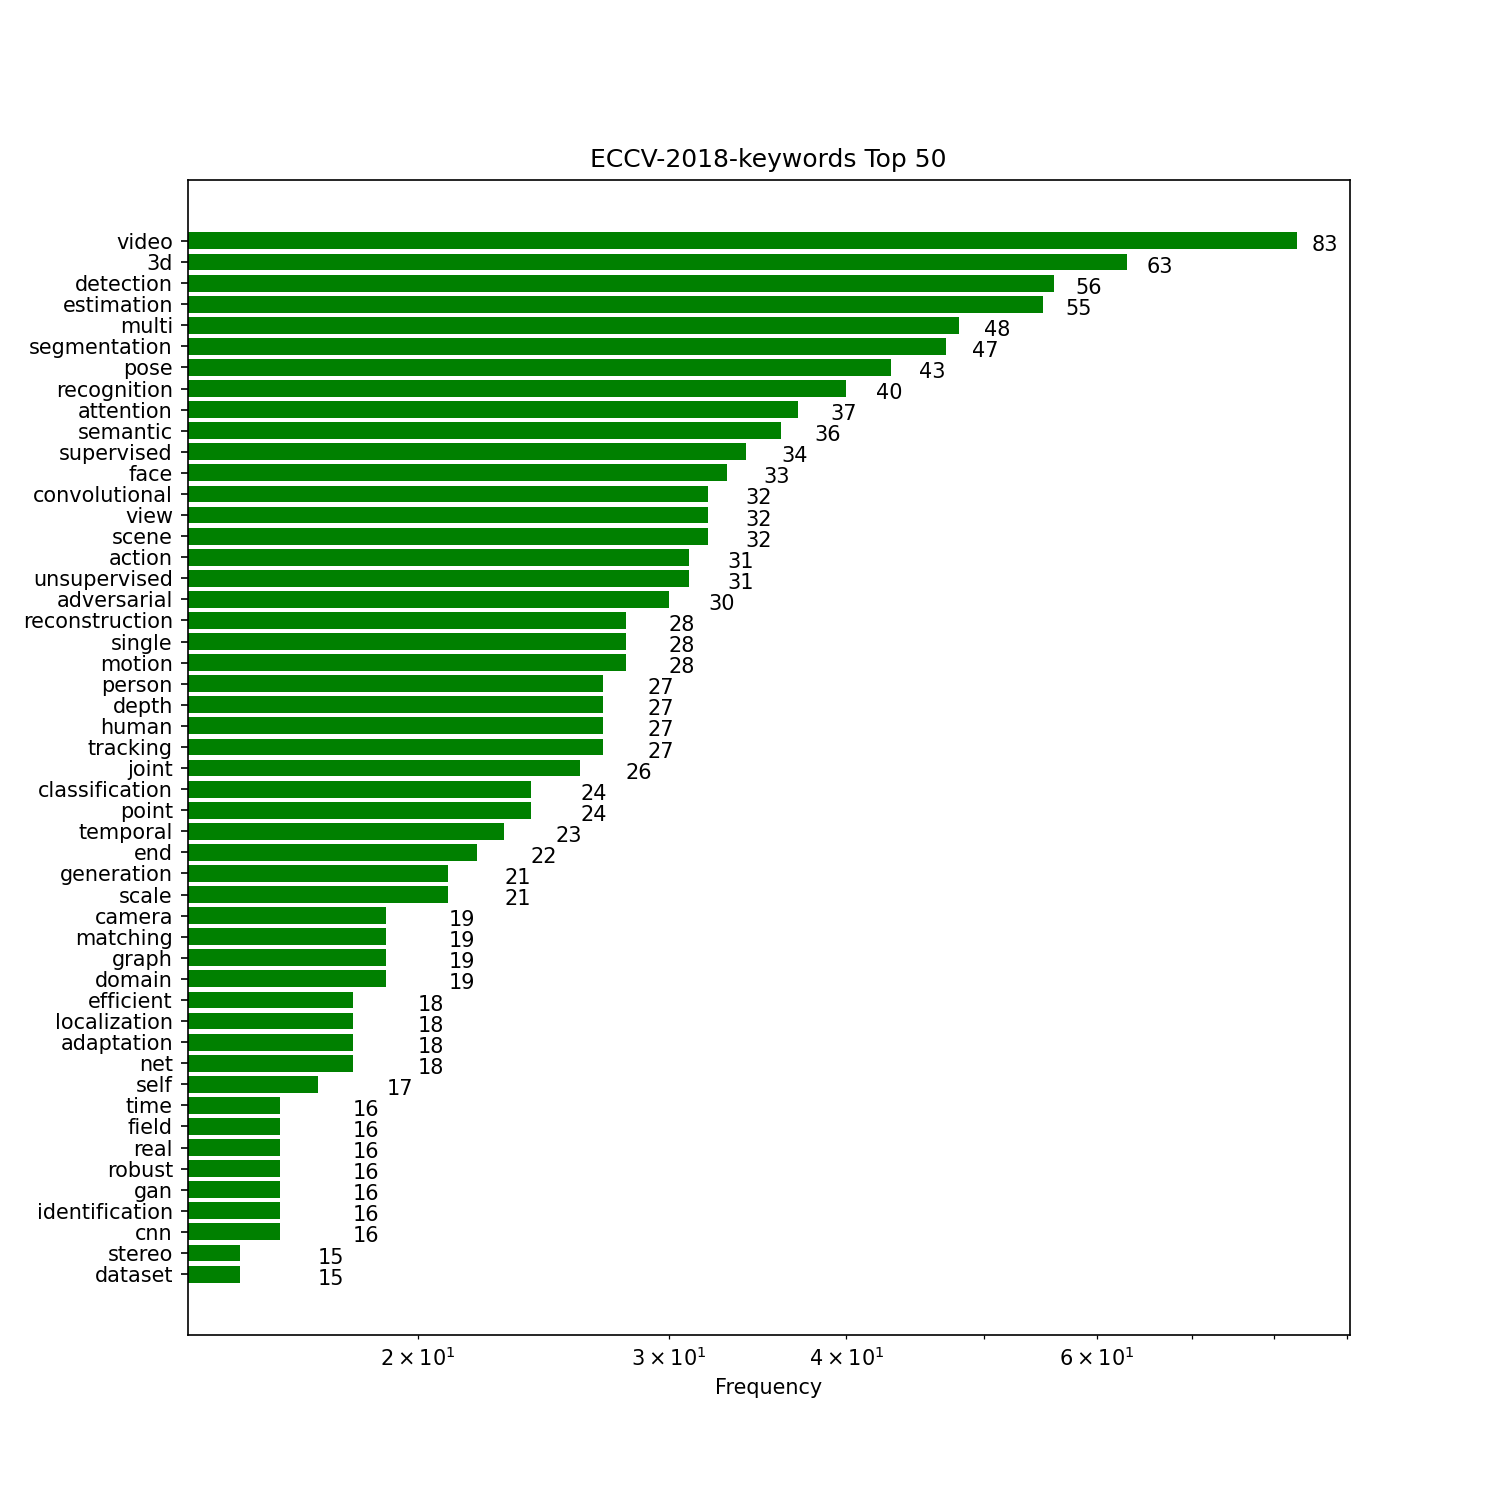 ECCV-2018-keywords Top 50
video 83
3d 63
detection 56
estimation 55
multi 48
segmentation 47
pose 43
recognition 40
attention 37
semantic 36
supervised 34
face 33
convolutional 32
view 32
scene 32
action 31
unsupervised 31
adversarial 30
reconstruction 28
single 28
motion 28
person 27
depth 27
human 27
tracking 27
joint 26
classification 24
point 24
temporal 23
end 22
generation 21
scale 21
camera 19
matching 19
graph 19
domain 19
efficient 18
localization 18
adaptation 18
net 18
self 17
time 16
field 16
real 16
robust 16
gan 16
identification 16
cnn 16
stereo 15
dataset 15
2 × 10¹ 3 × 10¹ 4 × 10¹ 6 × 10¹
Frequency